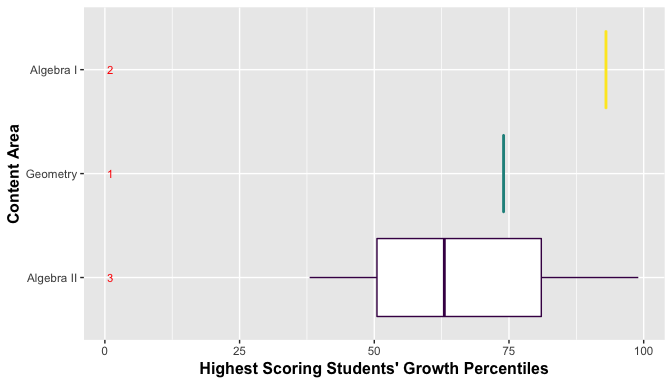 Content Area
Algebra I 2
Geometry 1
Algebra II 3
0 25 50 75 100
Highest Scoring Students' Growth Percentiles